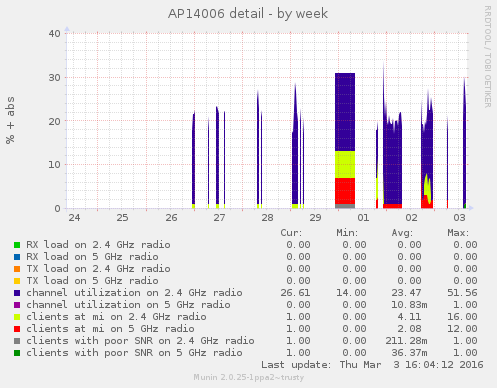 AP14006 detail - by week
RRDTOOL / TOBI OETIKER
% + abs
40
30
20
10
0
24 25 26 27 28 29 01 02 03
Cur: Min: Avg: Max:
RX load on 2.4 GHz radio 0.00 0.00 0.00 0.00
RX load on 5 GHz radio 0.00 0.00 0.00 0.00
TX load on 2.4 GHz radio 0.00 0.00 0.00 0.00
TX load on 5 GHz radio 0.00 0.00 0.00 0.00
channel utilization on 2.4 GHz radio 26.61 14.00 23.47 51.56
channel utilization on 5 GHz radio 0.00 0.00 10.83m 1.00
clients at mi on 2.4 GHz radio 1.00 0.00 4.11 16.00
clients at mi on 5 GHz radio 1.00 0.00 2.08 12.00
clients with poor SNR on 2.4 GHz radio 1.00 0.00 211.28m 1.00
clients with poor SNR on 5 GHz radio 1.00 0.00 36.37m 1.00
Last update: Thu Mar 3 16:04:12 2016
Munin 2.0.25-1ppa2~trusty